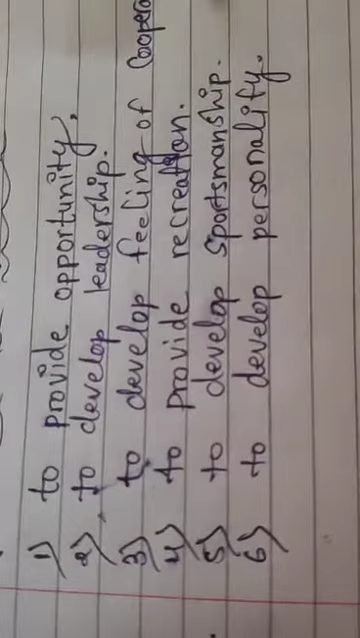 1) to provide opportunity.
2) to develop leadership.
3) to develop feeling of Coopera
4) to provide recreation.
5) to develop sportsmanship.
6) to develop personality.